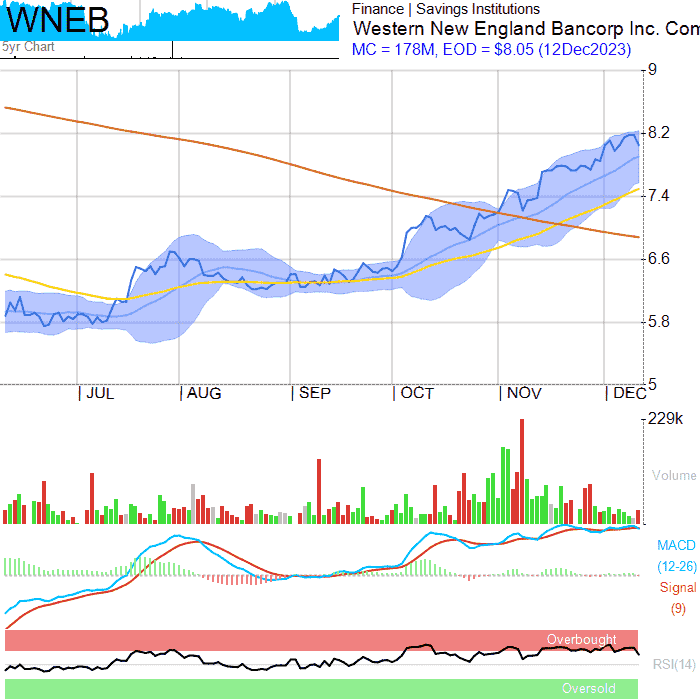 WNEB
5yr Chart
Finance | Savings Institutions
Western New England Bancorp Inc. Com
MC = 178M, EOD = $8.05 (12Dec2023)
9
8.2
7.4
6.6
5.8
5
JUL AUG SEP OCT NOV DEC
229k
Volume
MACD
(12-26)
Signal
(9)
Overbought
RSI(14)
Oversold